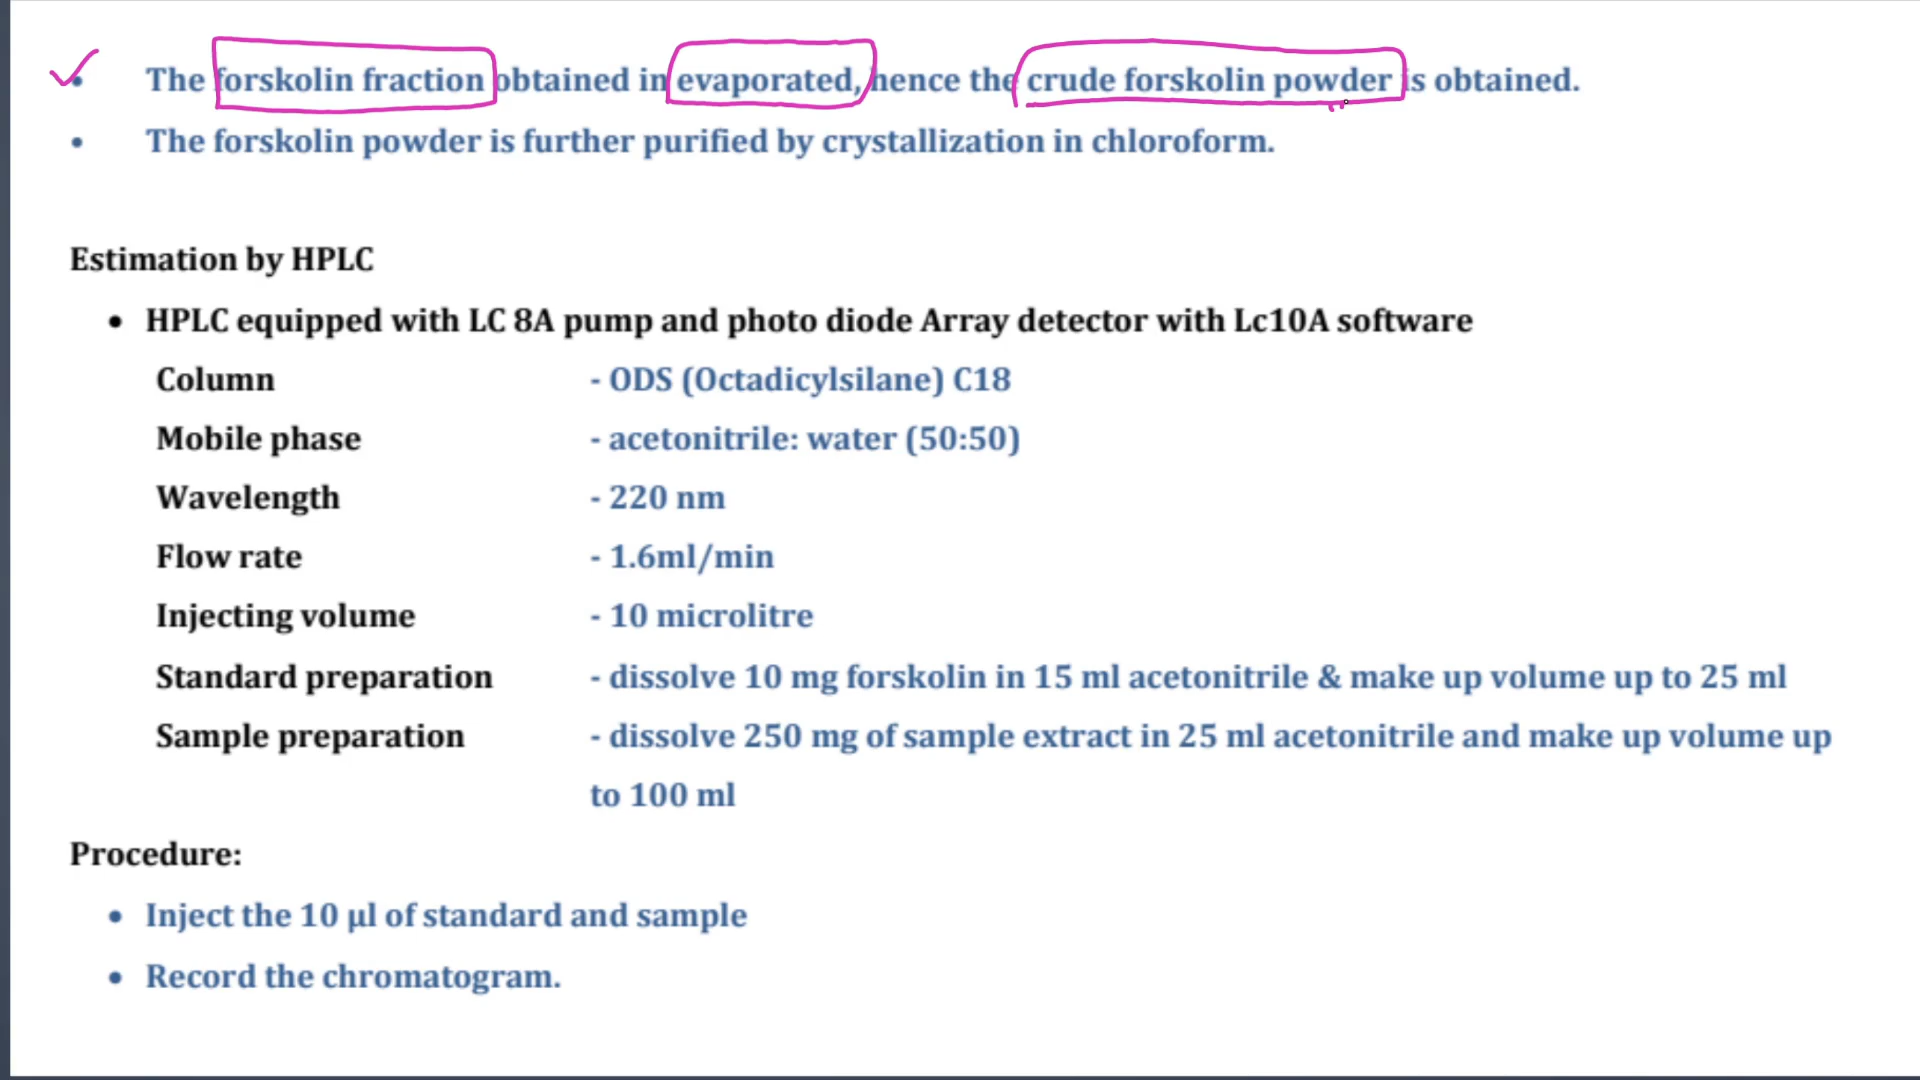 • The forskolin fraction obtained in evaporated, hence the crude forskolin powder is obtained.
• The forskolin powder is further purified by crystallization in chloroform.
Estimation by HPLC
• HPLC equipped with LC 8A pump and photo diode Array detector with Lc10A software
Column - ODS (Octadicylsilane) C18
Mobile phase - acetonitrile: water (50:50)
Wavelength - 220 nm
Flow rate - 1.6ml/min
Injecting volume - 10 microlitre
Standard preparation - dissolve 10 mg forskolin in 15 ml acetonitrile & make up volume up to 25 ml
Sample preparation - dissolve 250 mg of sample extract in 25 ml acetonitrile and make up volume up
to 100 ml
Procedure:
• Inject the 10 µl of standard and sample
• Record the chromatogram.